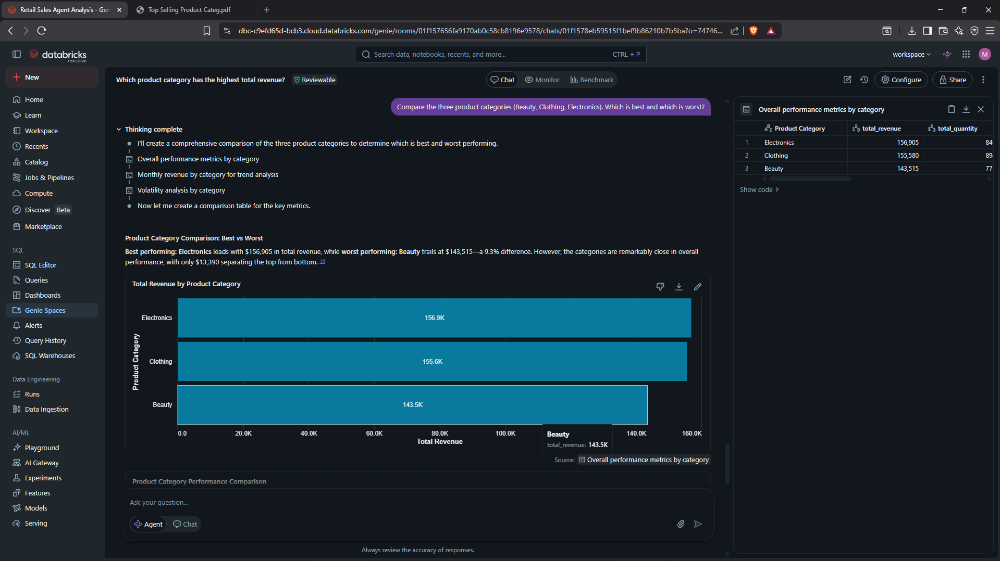 Retail Sales Agent Analysis - Gen
Top Selling Product Categ.pdf
dbc-c9efd65d-bcb3.cloud.databricks.com/genie/rooms/01f157656fa9170ab0c58cb8196e9578/chats/01f1578eb59515f1bef9b86210b7b5ba?o=74746...
databricks
Free Edition
Search data, notebooks, recents, and more...
CTRL + P
workspace
M
New
Home
Learn
Workspace
Recents
Catalog
Jobs & Pipelines
Compute
Discover Beta
Marketplace
SQL
SQL Editor
Queries
Dashboards
Genie Spaces
Alerts
Query History
SQL Warehouses
Data Engineering
Runs
Data Ingestion
AI/ML
Playground
AI Gateway
Experiments
Features
Models
Serving
Which product category has the highest total revenue? Reviewable
Chat Monitor Benchmark
Configure Share
Compare the three product categories (Beauty, Clothing, Electronics). Which is best and which is worst?
Thinking complete
I'll create a comprehensive comparison of the three product categories to determine which is best and worst performing.
Overall performance metrics by category
Monthly revenue by category for trend analysis
Volatility analysis by category
Now let me create a comparison table for the key metrics.
Product Category Comparison: Best vs Worst
Best performing: Electronics leads with $156,905 in total revenue, while worst performing: Beauty trails at $143,515—a 9.3% difference. However, the categories are remarkably close in overall
performance, with only $13,390 separating the top from bottom. 14
Total Revenue by Product Category
Product Category
Electronics 156.9K
Clothing 155.6K
Beauty 143.5K
0.0 20.0K 40.0K 60.0K 80.0K 100.0K 140.0K 160.0K
Total Revenue
Beauty
total_revenue: 143.5K
Source: Overall performance metrics by category
Product Category Performance Comparison
Ask your question...
Agent Chat
Always review the accuracy of responses.
Overall performance metrics by category
ABC Product Category 123 total_revenue 123 total_quantity
1 Electronics 156,905 849
2 Clothing 155,580 894
3 Beauty 143,515 77
Show code